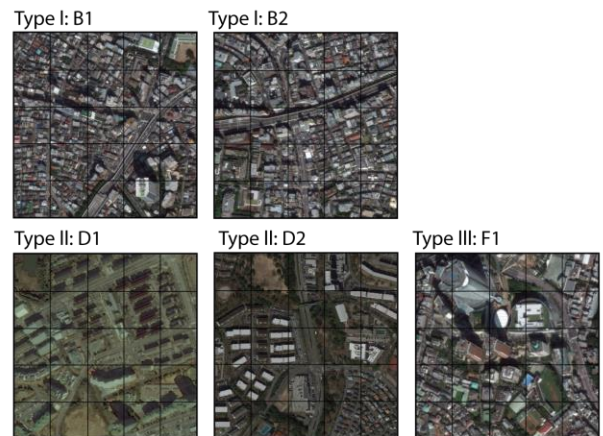 Type I: B1
Type I: B2
Type II: D1
Type II: D2
Type III: F1